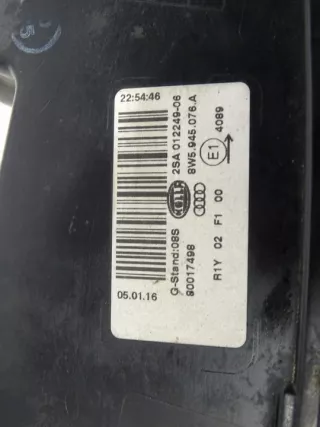 22:54:46
2SA 012249-06
8W5.945.076.A
E1 4089
G-Stand:08S
90017498
R1Y 02 F1 00
05.01.16